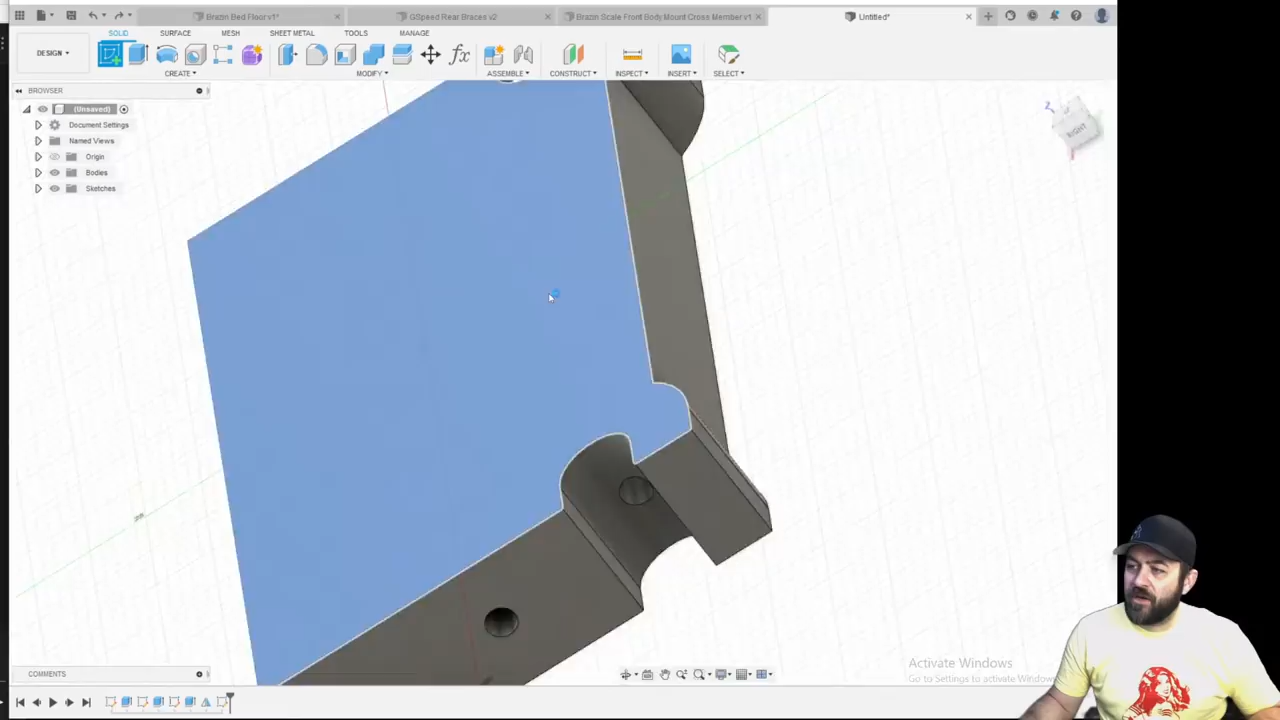 Brazin Bed Floor v1*
GSpeed Rear Braces v2
Brazin Scale Front Body Mount Cross Member v1
Untitled*
DESIGN
SOLID
SURFACE
MESH
SHEET METAL
TOOLS
MANAGE
CREATE
MODIFY
ASSEMBLE
CONSTRUCT
INSPECT
INSERT
SELECT
BROWSER
(Unsaved)
Document Settings
Named Views
Origin
Bodies
Sketches
RIGHT
COMMENTS
Activate Windows
Go to Settings to activate Windows